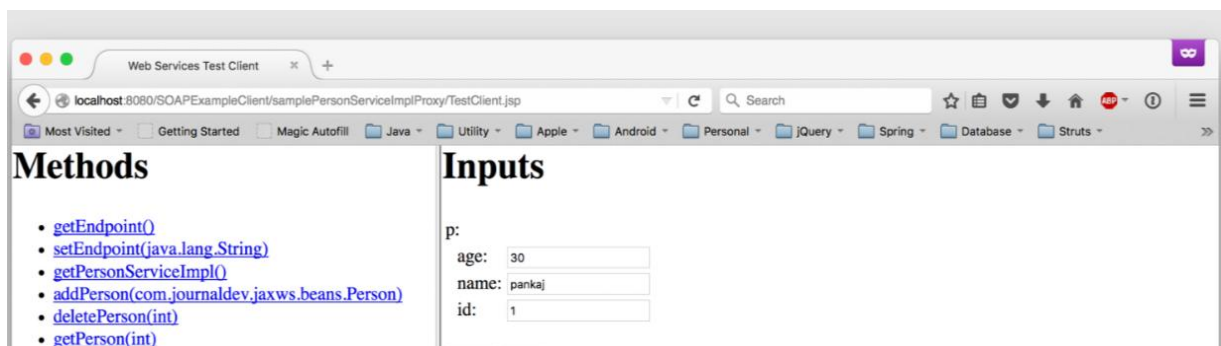 Web Services Test Client
localhost:8080/SOAPExampleClient/samplePersonServiceImplProxy/TestClient.jsp
Search
ABP
Most Visited Getting Started Magic Autofill Java Utility Apple Android Personal jQuery Spring Database Struts
Methods
getEndpoint()
setEndpoint(java.lang.String)
getPersonServiceImpl()
addPerson(com.journaldev.jaxws.beans.Person)
deletePerson(int)
getPerson(int)
Inputs
p:
age: 30
name: pankaj
id: 1